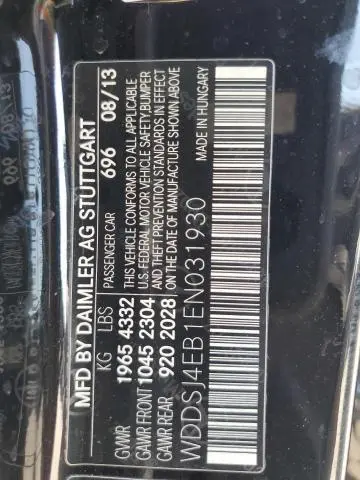 MFD BY DAIMLER AG STUTTGART
KG LBS PASSENGER CAR 696 08/13
GVWR 1965 4332 THIS VEHICLE CONFORMS TO ALL APPLICABLE
GAWR FRONT 1045 2304 U.S. FEDERAL MOTOR VEHICLE SAFETY, BUMPER
AND THEFT PREVENTION STANDARDS IN EFFECT
GAWR REAR 920 2028 ON THE DATE OF MANUFACTURE SHOWN ABOVE
WDDSJ4EB1EN031930 MADE IN HUNGARY